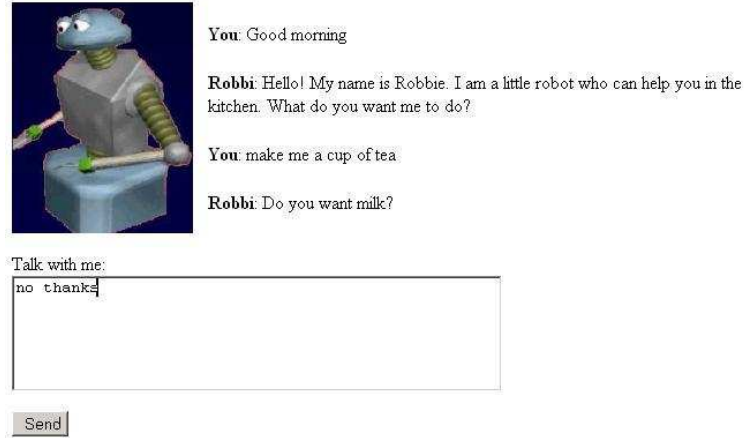 You: Good morning
Robbi: Hello! My name is Robbie. I am a little robot who can help you in the
kitchen. What do you want me to do?
You: make me a cup of tea
Robbi: Do you want milk?
Talk with me:
no thanks
Send